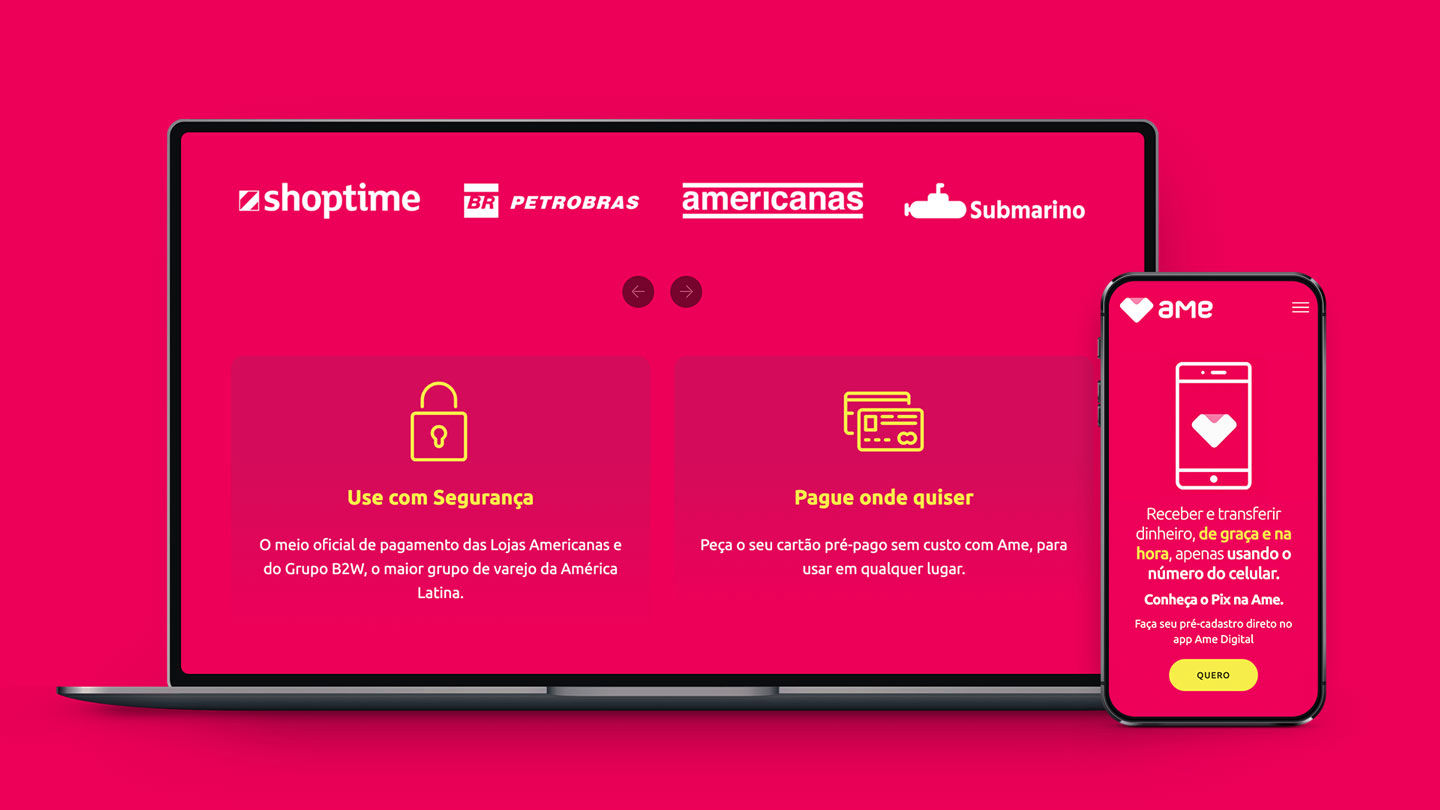 shoptime
BR PETROBRAS
americanas
Submarino
Use com Segurança
O meio oficial de pagamento das Lojas Americanas e
do Grupo B2W, o maior grupo de varejo da América
Latina.
Pague onde quiser
Peça o seu cartão pré-pago sem custo com Ame, para
usar em qualquer lugar.
ame
Receber e transferir
dinheiro, de graça e na
hora, apenas usando o
número do celular.
Conheça o Pix na Ame.
Faça seu pré-cadastro direto no
app Ame Digital
QUERO